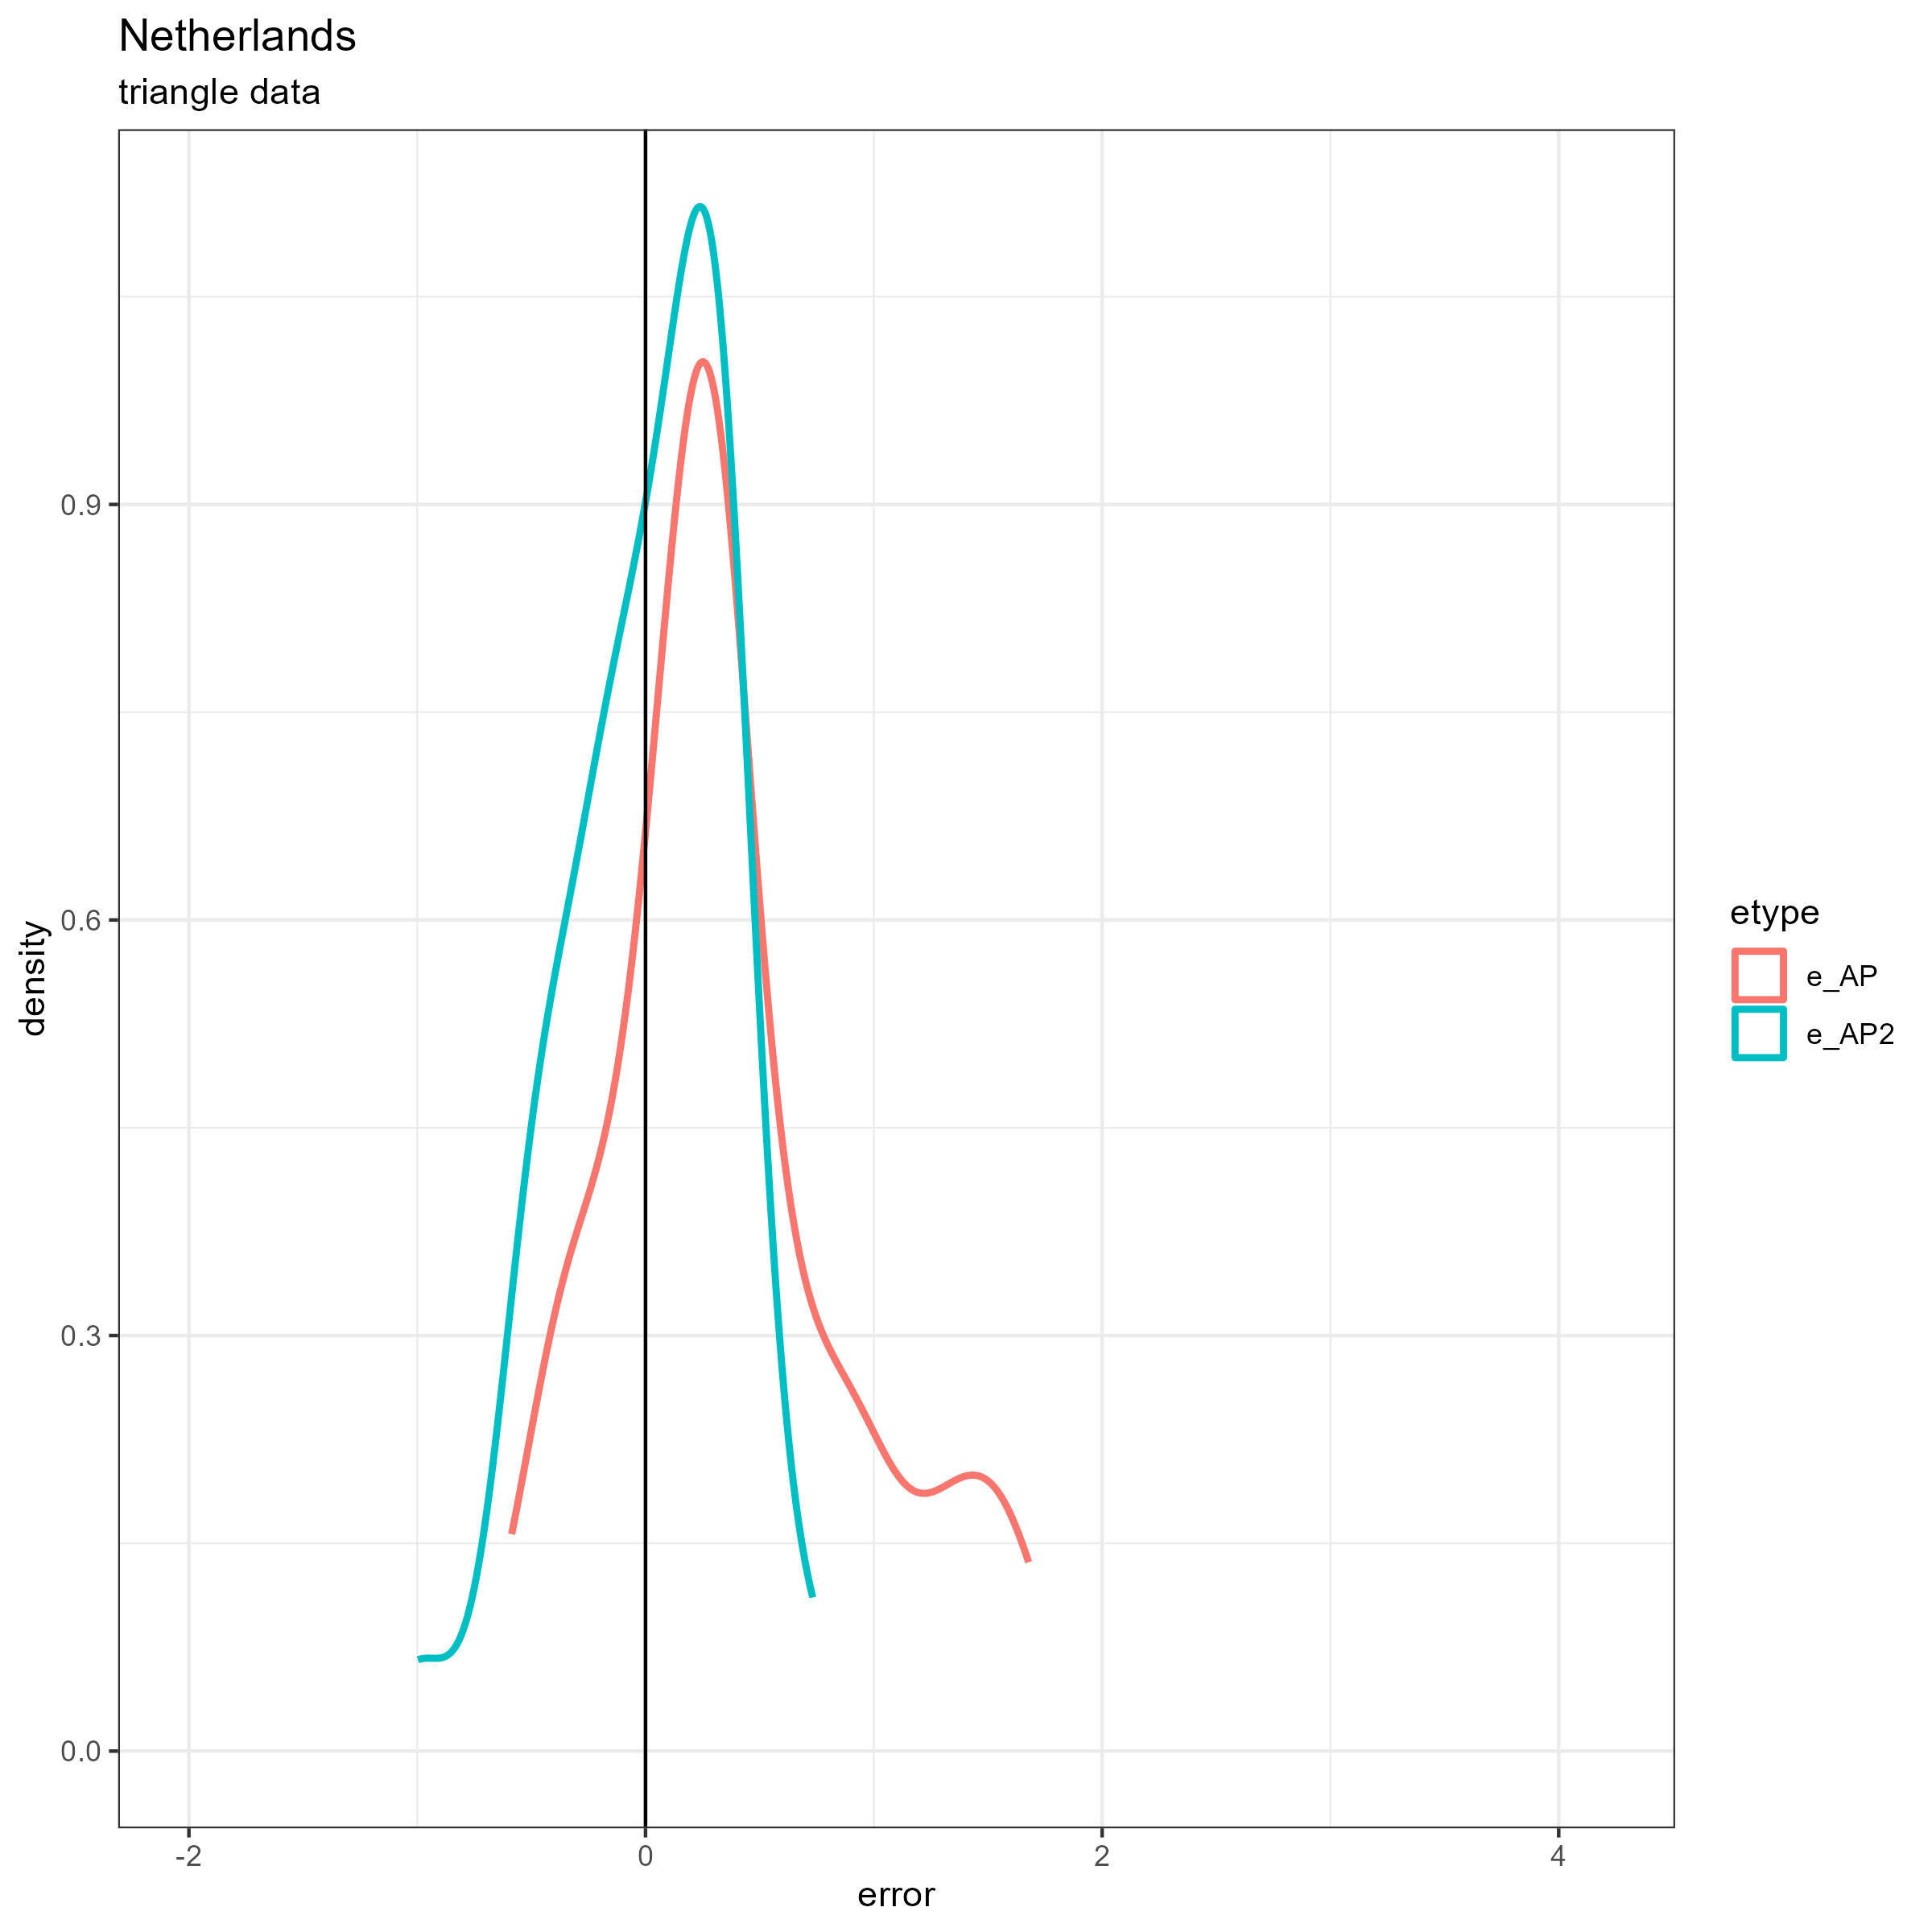 Netherlands
triangle data
density
0.9
0.6
0.3
0.0
-2
0
2
4
error
etype
e_AP
e_AP2